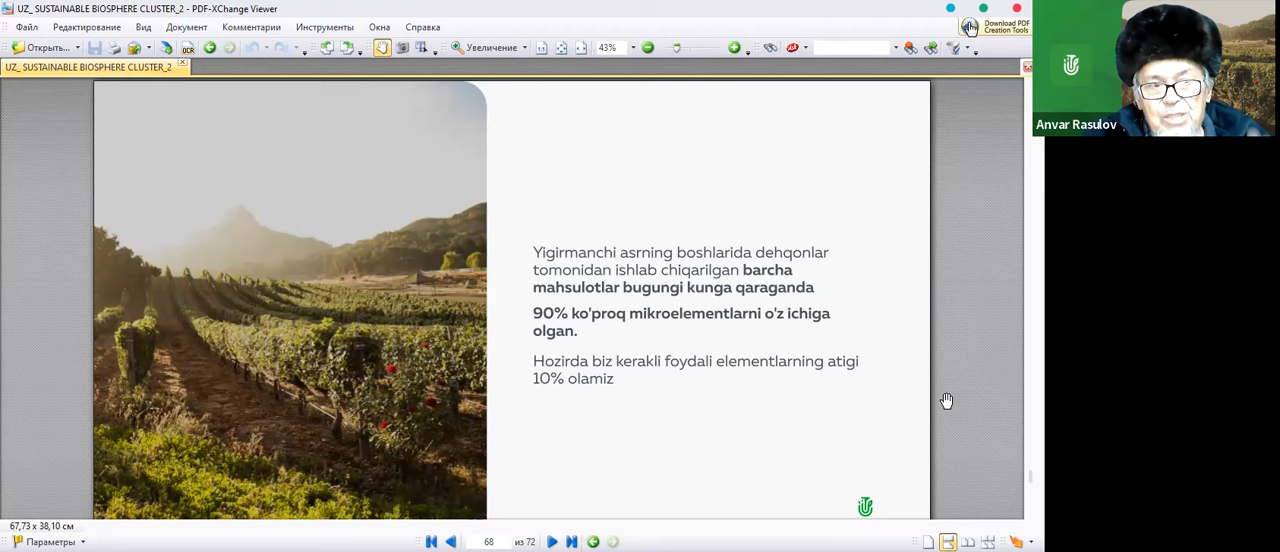 UZ_ SUSTAINABLE BIOSPHERE CLUSTER_2 - PDF-XChange Viewer
Файл Редактирование Вид Документ Комментарии Инструменты Окна Справка
Download PDF
Creation Tools
Открыть... OCR Увеличение 43%
UZ_ SUSTAINABLE BIOSPHERE CLUSTER_2
Anvar Rasulov
Yigirmanchi asrning boshlarida dehqonlar
tomonidan ishlab chiqarilgan barcha
mahsulotlar bugungi kunga qaraganda
90% ko'proq mikroelementlarni o'z ichiga
olgan.
Hozirda biz kerakli foydali elementlarning atigi
10% olamiz
67,73 x 38,10 см
Параметры
68 из 72